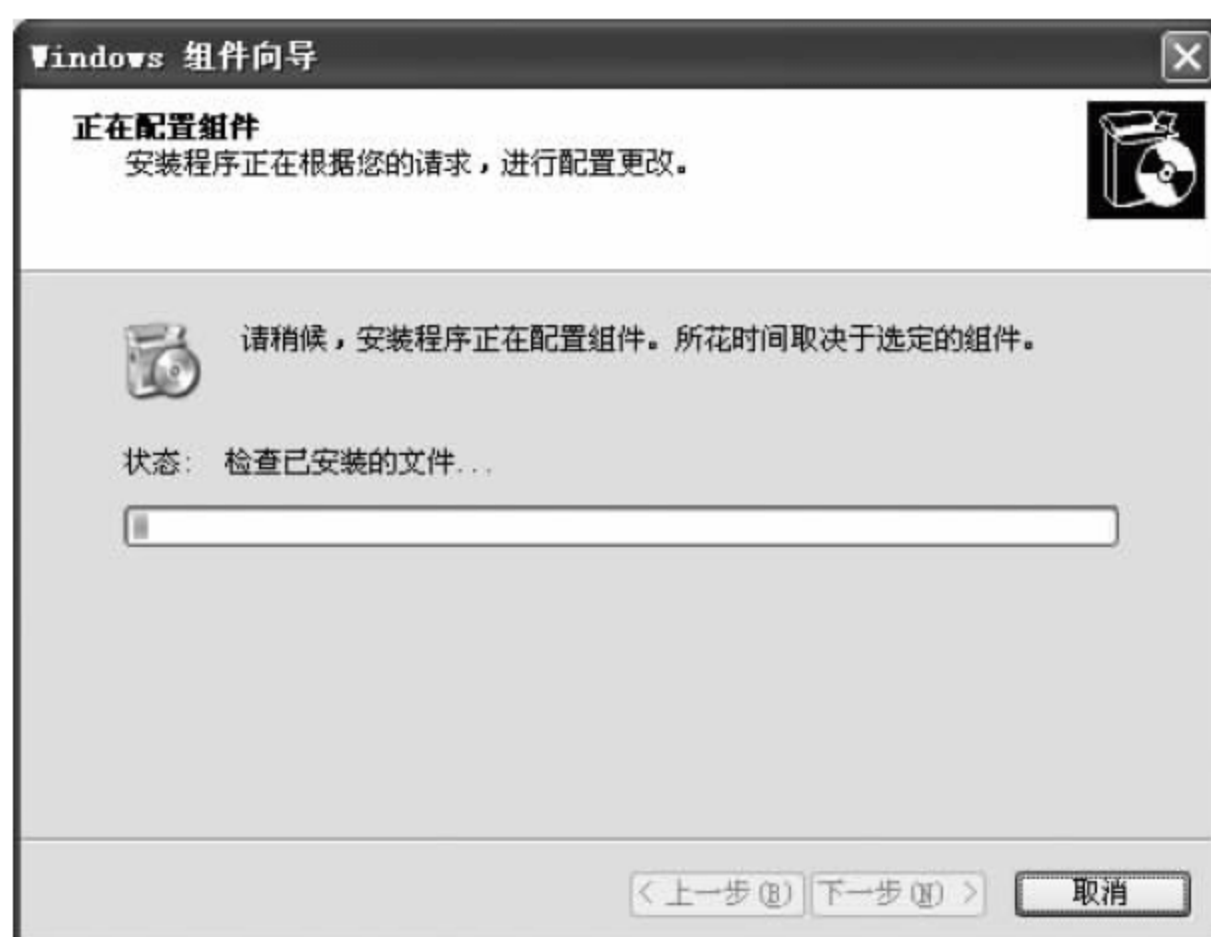 Windows 组件向导
正在配置组件
安装程序正在根据您的请求，进行配置更改。
请稍候，安装程序正在配置组件。所花时间取决于选定的组件。
状态： 检查已安装的文件...
< 上一步(B) 下一步(N) > 取消